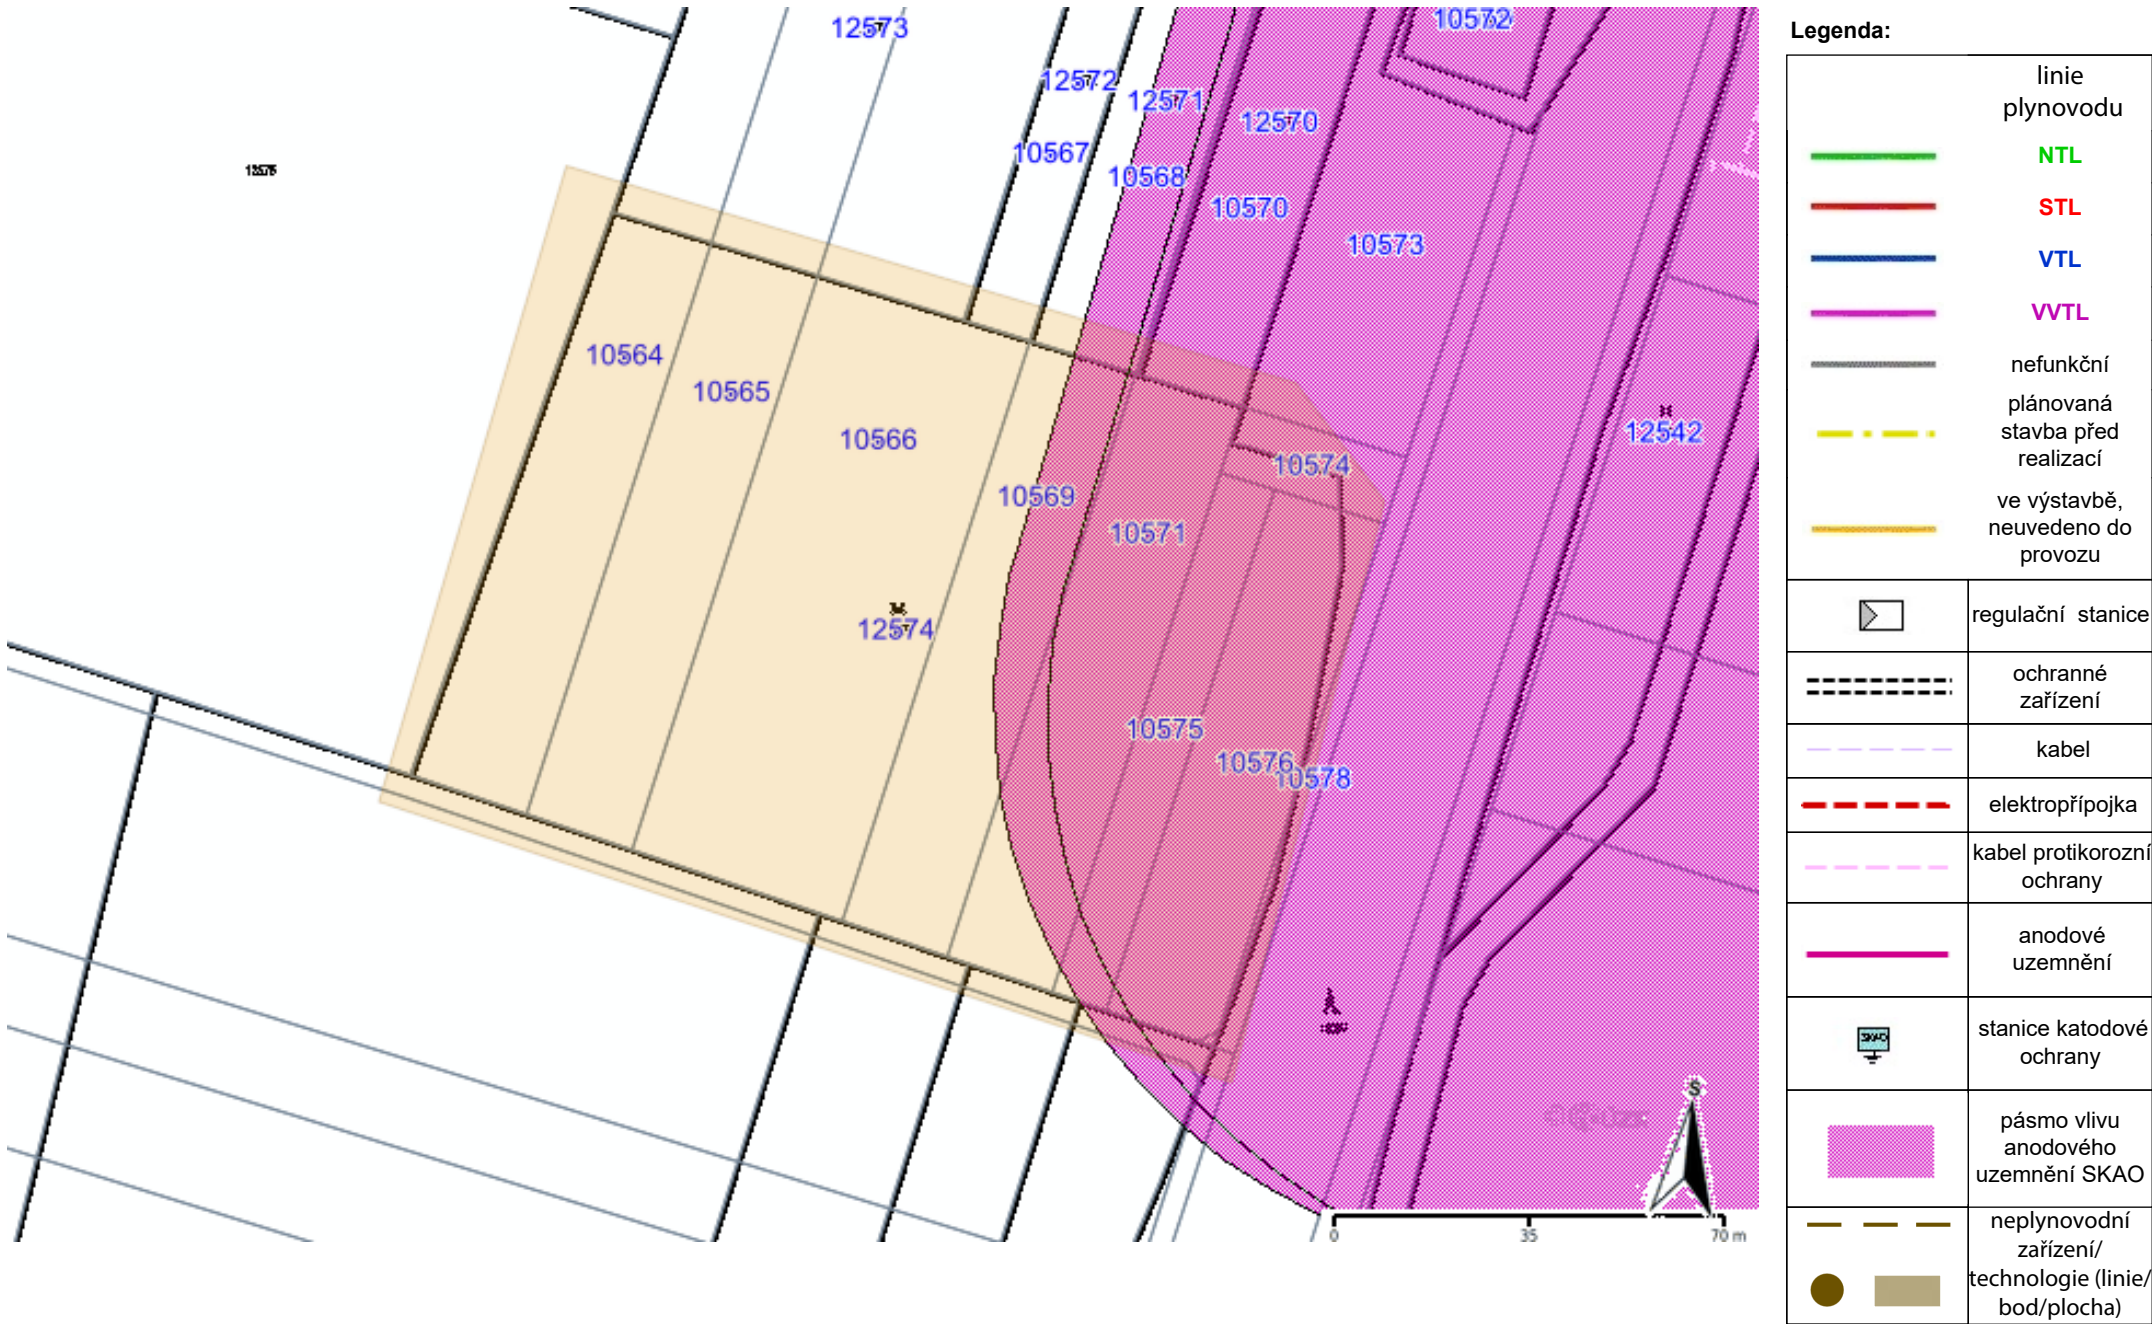 12573
10572
12572
12571
12570
10567
10568
10570
10573
10564
10565
10566
12542
10574
10569
10571
12574
10575
10576
10578
S
0
35
70 m
Legenda:
linie
plynovodu
NTL
STL
VTL
VVTL
nefunkční
plánovaná
stavba před
realizací
ve výstavbě,
neuvedeno do
provozu
regulační stanice
ochranné
zařízení
kabel
elektropřípojka
kabel protikorozní
ochrany
anodové
uzemnění
SKAO
stanice katodové
ochrany
pásmo vlivu
anodového
uzemnění SKAO
neplynovodní
zařízení/
technologie (linie/
bod/plocha)